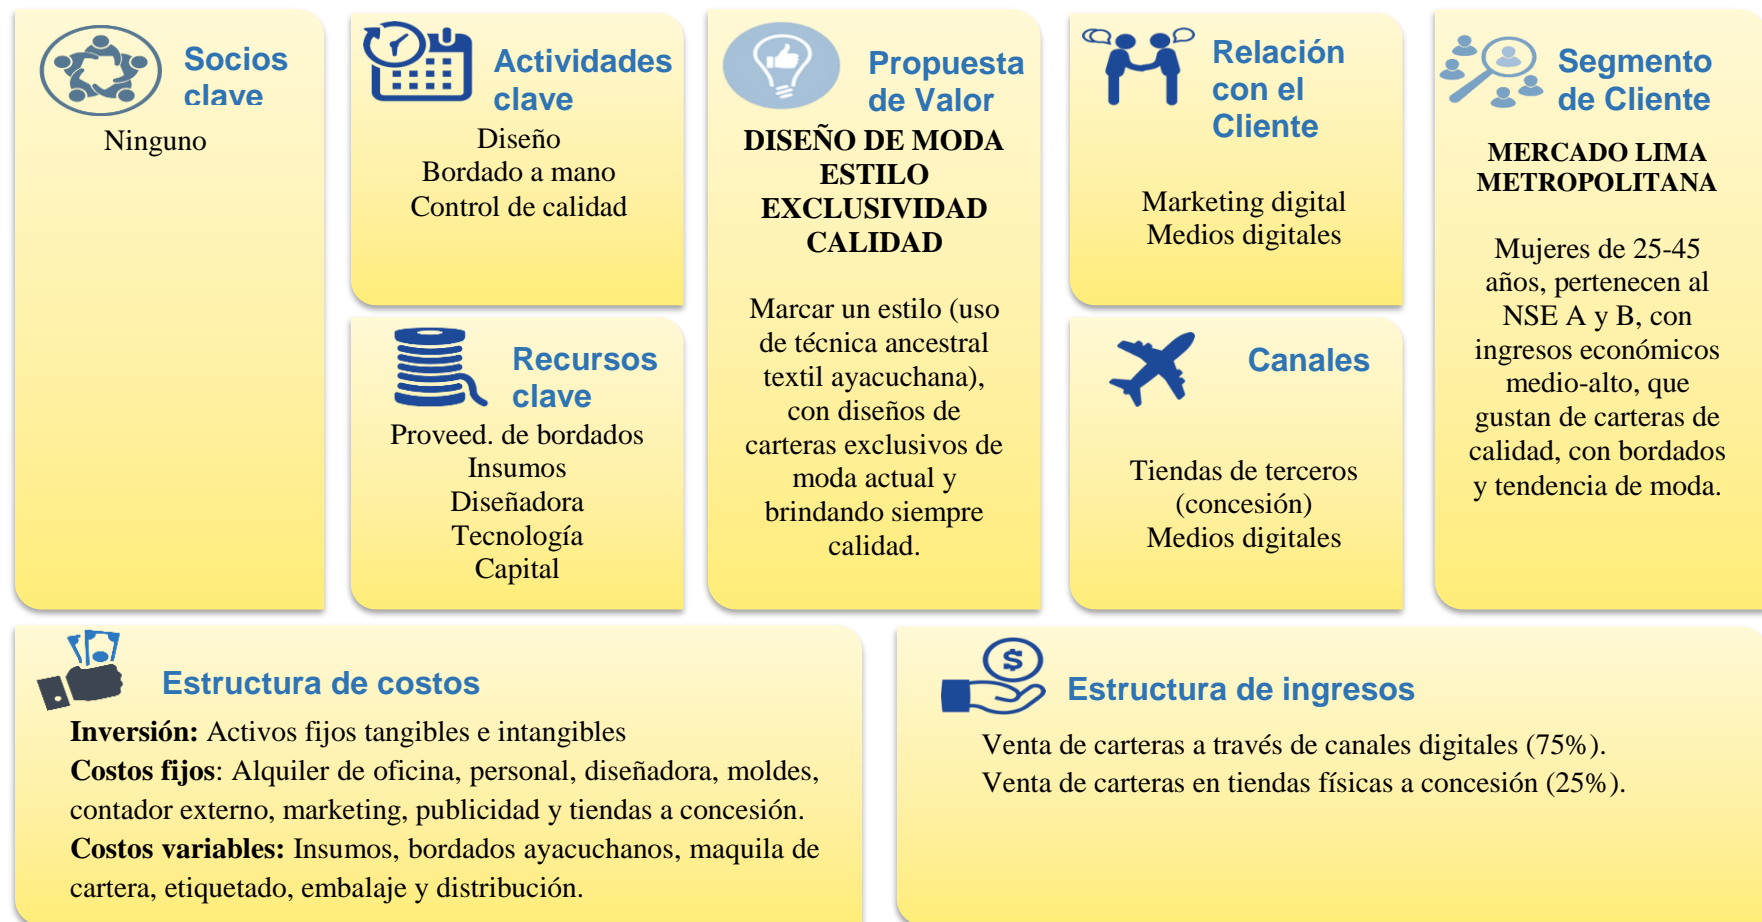 Socios
clave
Ninguno
Actividades
clave
Diseño
Bordado a mano
Control de calidad
Recursos
clave
Proveed. de bordados
Insumos
Diseñadora
Tecnología
Capital
Propuesta
de Valor
DISEÑO DE MODA
ESTILO
EXCLUSIVIDAD
CALIDAD
Marcar un estilo (uso
de técnica ancestral
textil ayacuchana),
con diseños de
carteras exclusivos de
moda actual y
brindando siempre
calidad.
Relación
con el
Cliente
Marketing digital
Medios digitales
Canales
Tiendas de terceros
(concesión)
Medios digitales
Segmento
de Cliente
MERCADO LIMA
METROPOLITANA
Mujeres de 25-45
años, pertenecen al
NSE A y B, con
ingresos económicos
medio-alto, que
gustan de carteras de
calidad, con bordados
y tendencia de moda.
Estructura de costos
Inversión: Activos fijos tangibles e intangibles
Costos fijos: Alquiler de oficina, personal, diseñadora, moldes,
contador externo, marketing, publicidad y tiendas a concesión.
Costos variables: Insumos, bordados ayacuchanos, maquila de
cartera, etiquetado, embalaje y distribución.
$
Estructura de ingresos
Venta de carteras a través de canales digitales (75%).
Venta de carteras en tiendas físicas a concesión (25%).